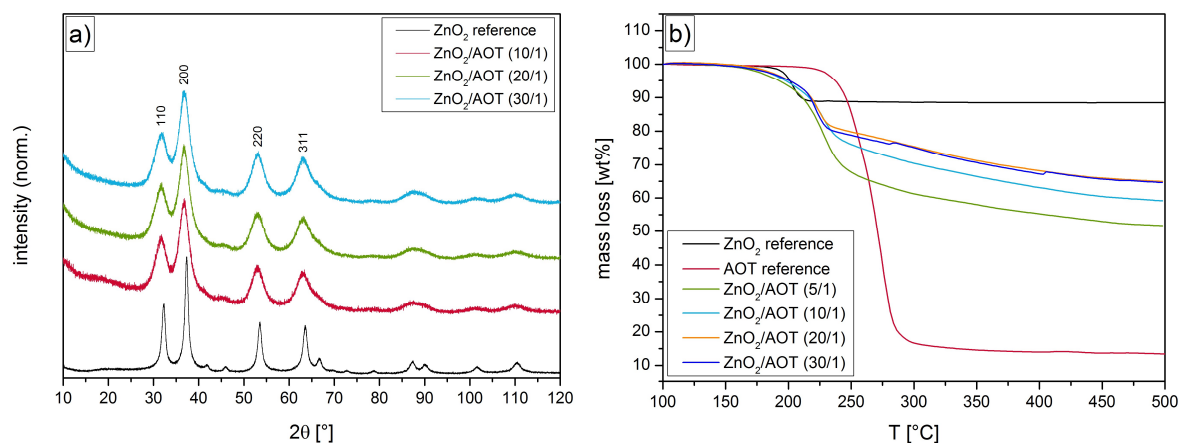 a)
ZnO₂ reference
ZnO₂/AOT (10/1)
ZnO₂/AOT (20/1)
ZnO₂/AOT (30/1)
110
200
220
311
intensity (norm.)
10 20 30 40 50 60 70 80 90 100 110 120
2θ [°]
b)
100
90
80
70
60
50
40
30
20
10
mass loss [wt%]
ZnO₂ reference
AOT reference
ZnO₂/AOT (5/1)
ZnO₂/AOT (10/1)
ZnO₂/AOT (20/1)
ZnO₂/AOT (30/1)
100 150 200 250 300 350 400 450 500
T [°C]